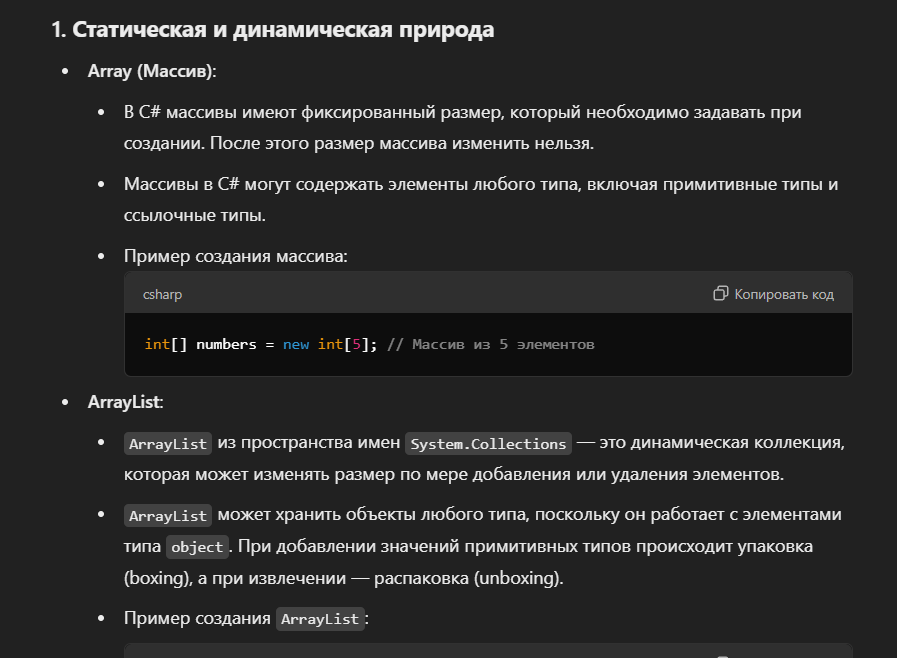 1. Статическая и динамическая природа
• Array (Массив):
• В C# массивы имеют фиксированный размер, который необходимо задавать при
создании. После этого размер массива изменить нельзя.
• Массивы в C# могут содержать элементы любого типа, включая примитивные типы и
ссылочные типы.
• Пример создания массива:
csharp Копировать код
int[] numbers = new int[5]; // Массив из 5 элементов
• ArrayList:
• ArrayList из пространства имен System.Collections — это динамическая коллекция,
которая может изменять размер по мере добавления или удаления элементов.
• ArrayList может хранить объекты любого типа, поскольку он работает с элементами
типа object. При добавлении значений примитивных типов происходит упаковка
(boxing), а при извлечении — распаковка (unboxing).
• Пример создания ArrayList: